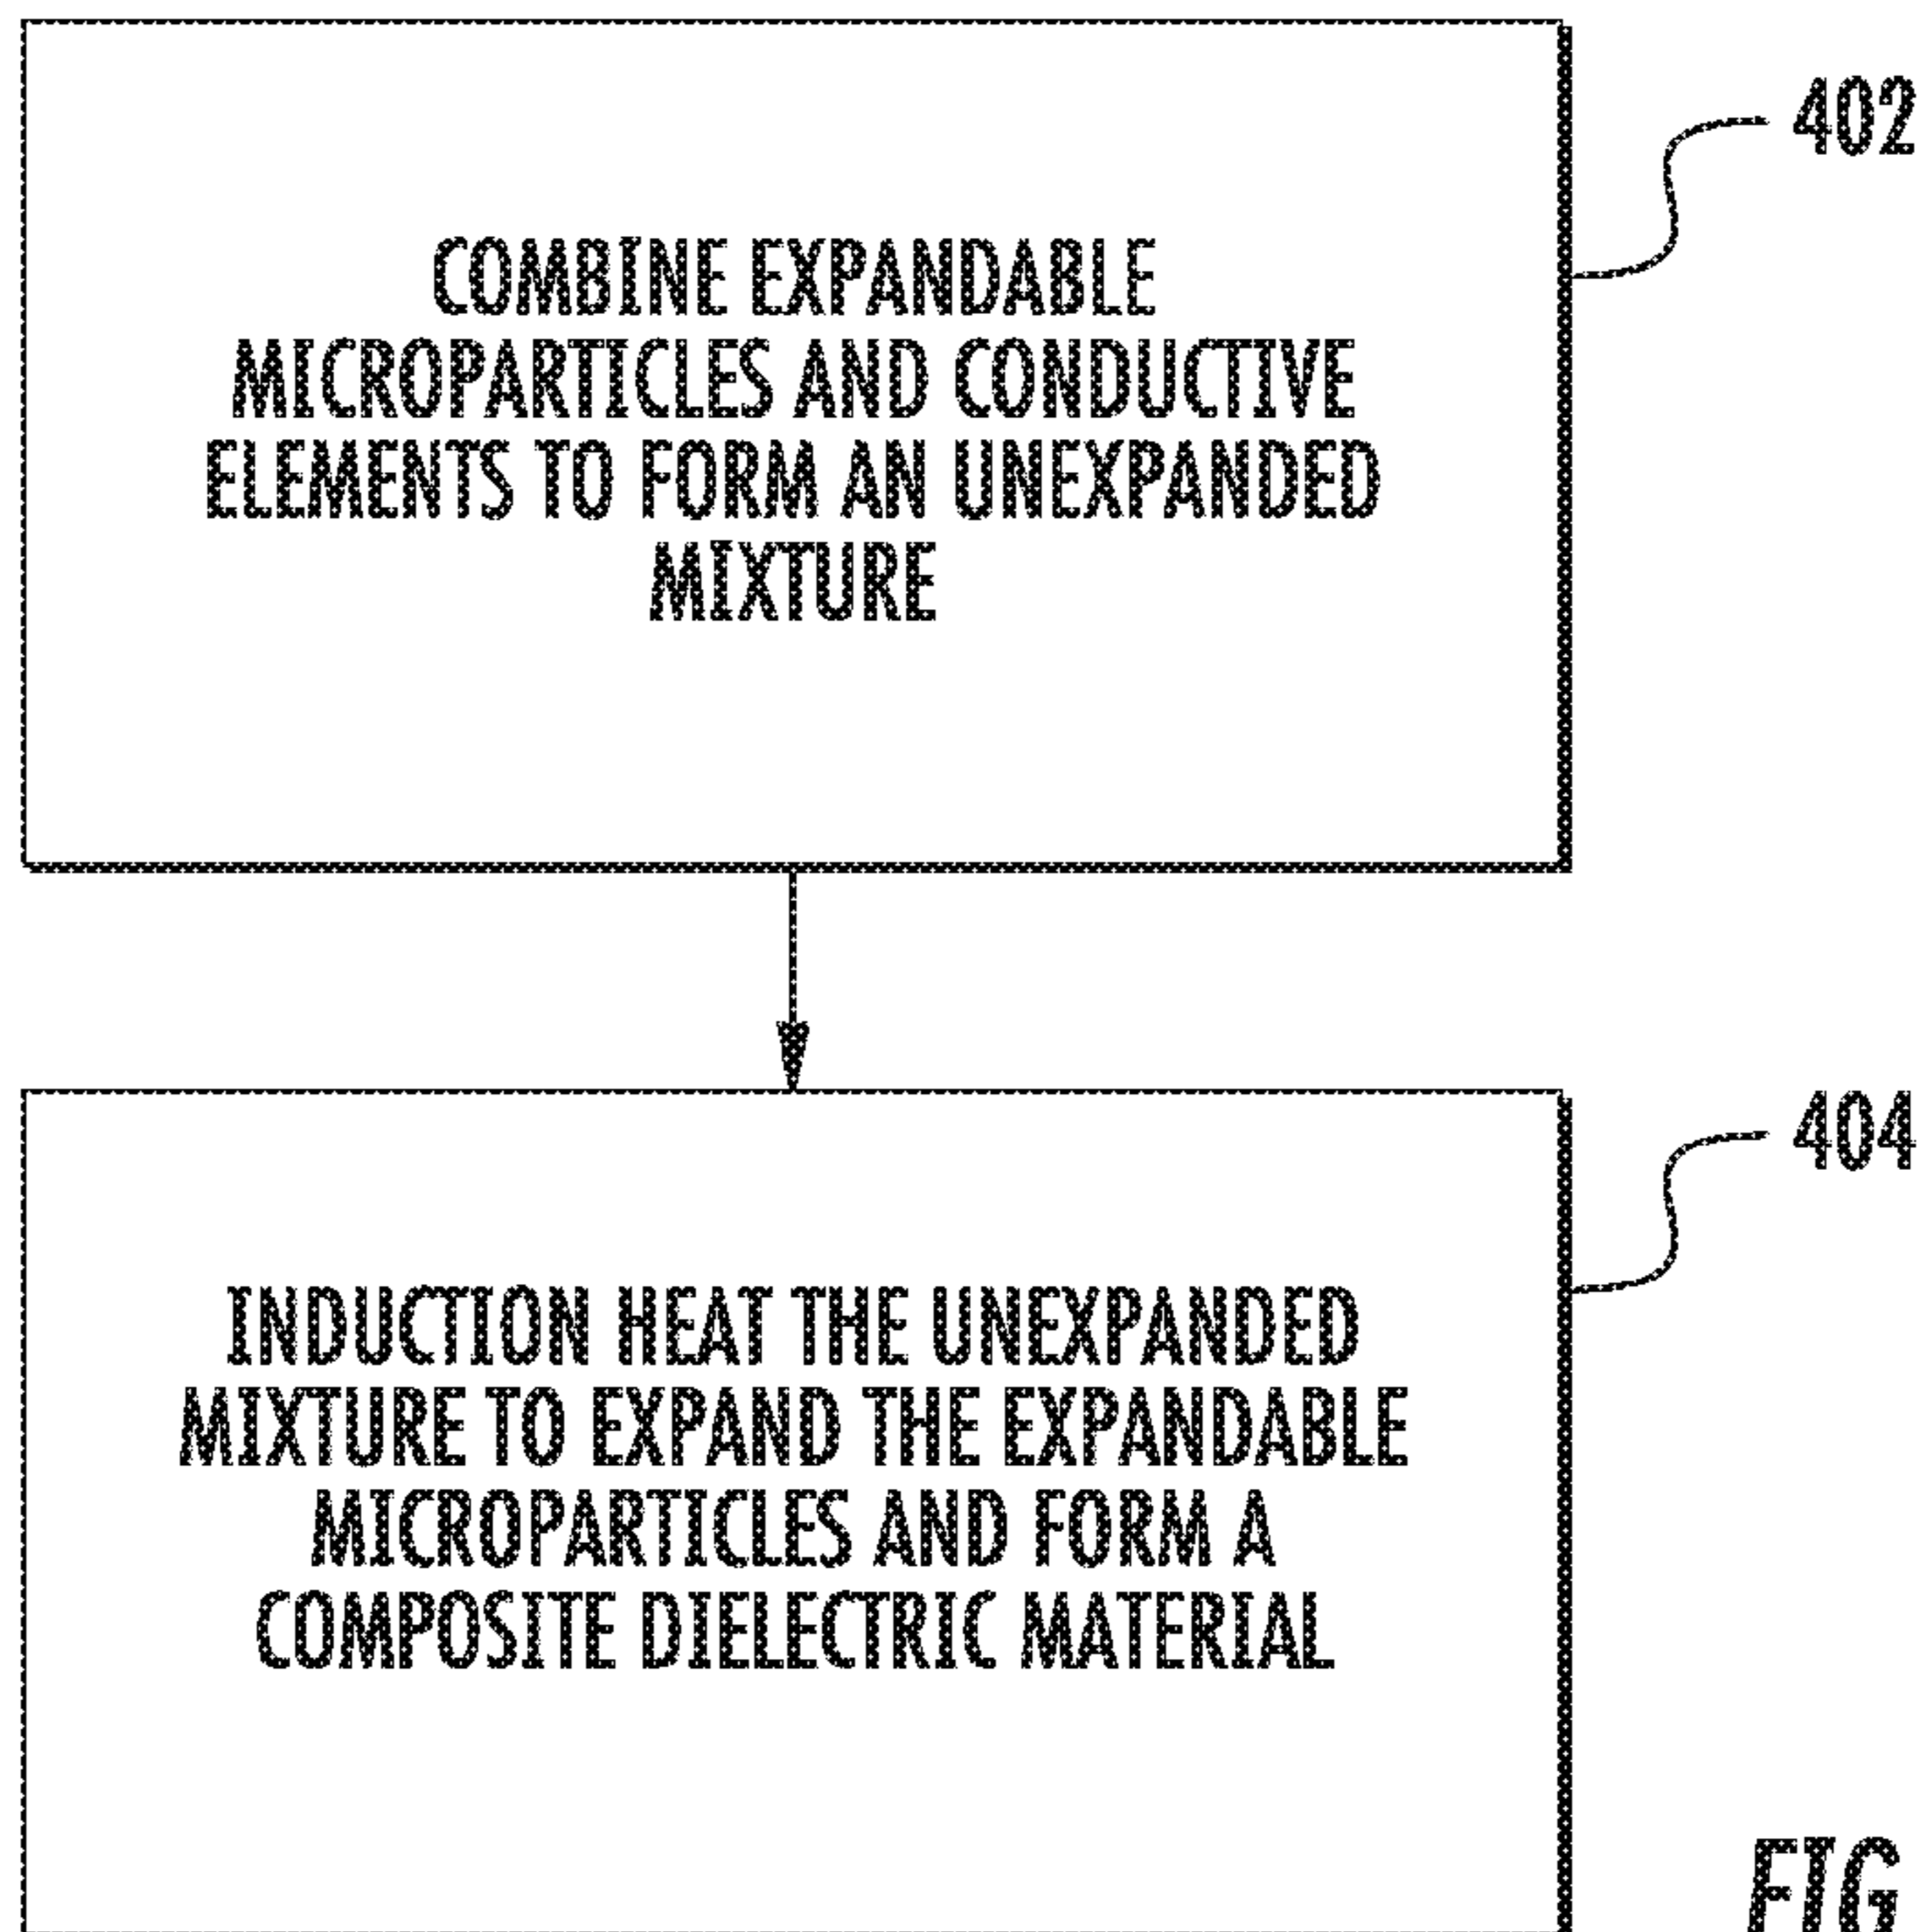 402
COMBINE EXPANDABLE
MICROPARTICLES AND CONDUCTIVE
ELEMENTS TO FORM AN UNEXPANDED
MIXTURE
404
INDUCTION HEAT THE UNEXPANDED
MIXTURE TO EXPAND THE EXPANDABLE
MICROPARTICLES AND FORM A
COMPOSITE DIELECTRIC MATERIAL
FIG